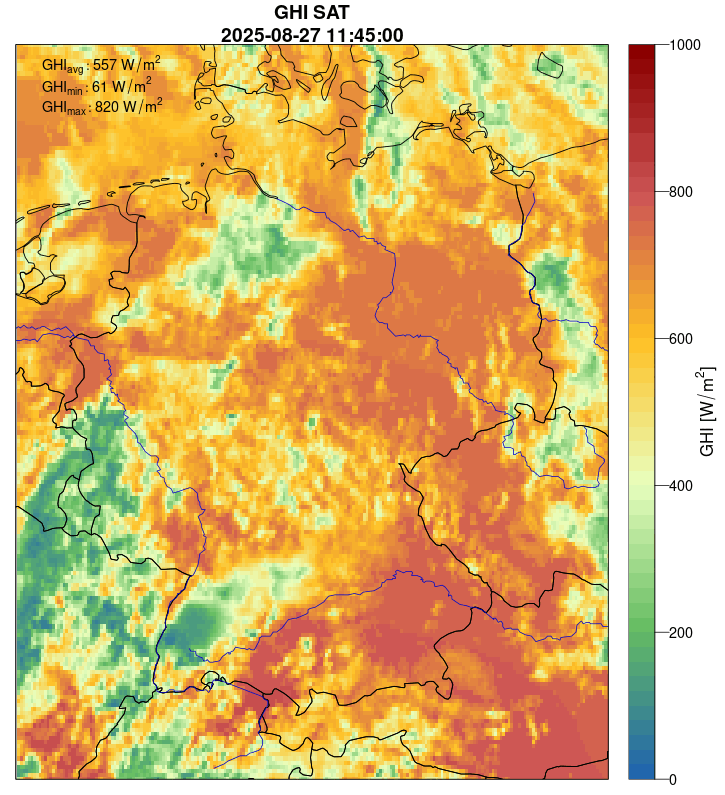 GHI SAT
2025-08-27 11:45:00
GHIavg : 557 W/m2
GHImin : 61 W/m2
GHImax : 820 W/m2
1000
800
600
400
200
0
GHI [W/m2]